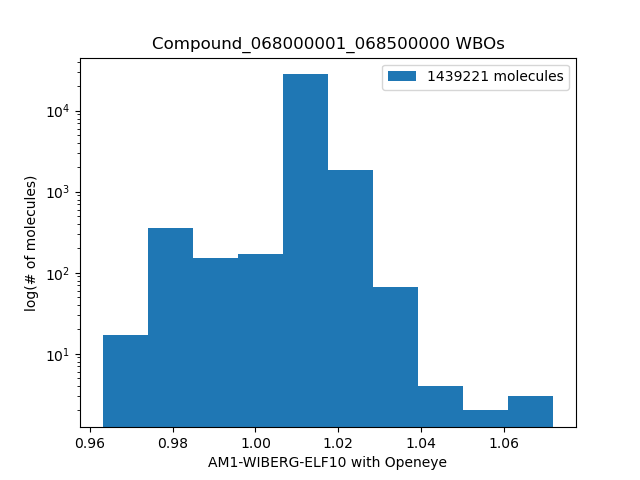 Compound_068000001_068500000 WBOs
1439221 molecules
log(# of molecules)
10⁴
10³
10²
10¹
0.96 0.98 1.00 1.02 1.04 1.06
AM1-WIBERG-ELF10 with Openeye